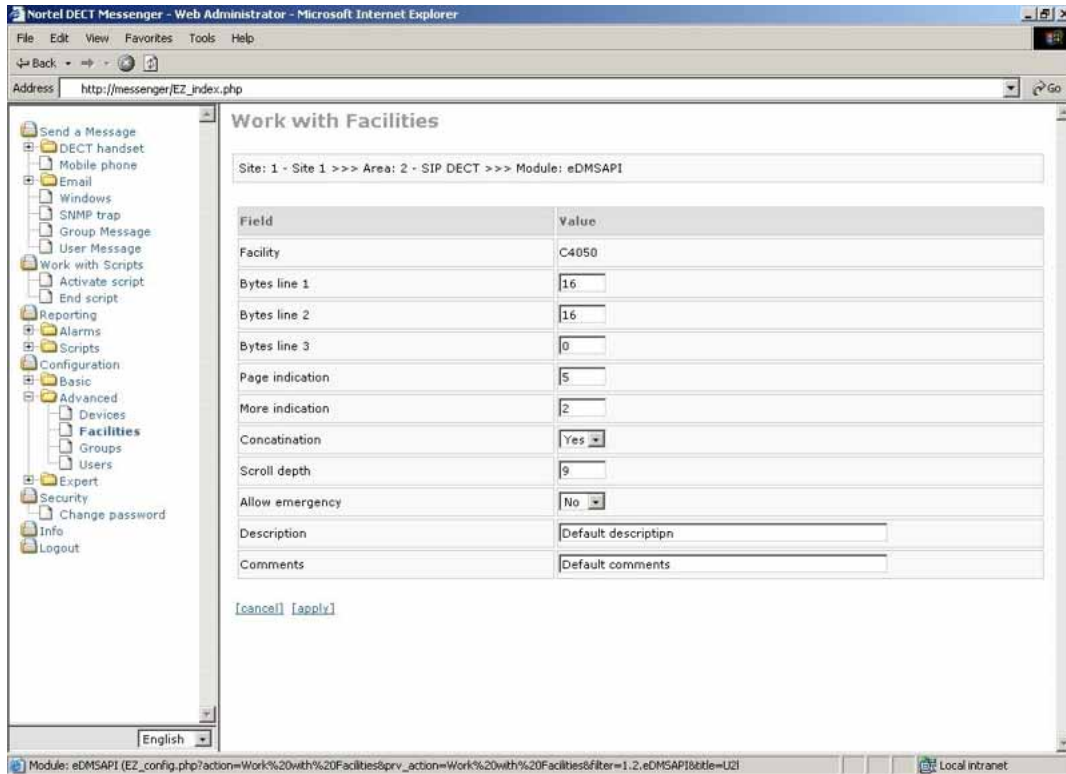 Nortel DECT Messenger - Web Administrator - Microsoft Internet Explorer
File Edit View Favorites Tools Help
Back
Address http://messenger/EZ_index.php Go
Send a Message
DECT handset
Mobile phone
Email
Windows
SNMP trap
Group Message
User Message
Work with Scripts
Activate script
End script
Reporting
Alarms
Scripts
Configuration
Basic
Advanced
Devices
Facilities
Groups
Users
Expert
Security
Change password
Info
Logout
English
Work with Facilities
Site: 1 - Site 1 >>> Area: 2 - SIP DECT >>> Module: eDMSAPI
Field Value
Facility C4050
Bytes line 1 16
Bytes line 2 16
Bytes line 3 0
Page indication 5
More indication 2
Concatination Yes
Scroll depth 9
Allow emergency No
Description Default descriptipn
Comments Default comments
[cancel] [apply]
Module: eDMSAPI (EZ_config.php?action=Work%20with%20Facilities&prv_action=Work%20with%20Facilities&filter=1.2.eDMSAPI&title=U2l Local intranet